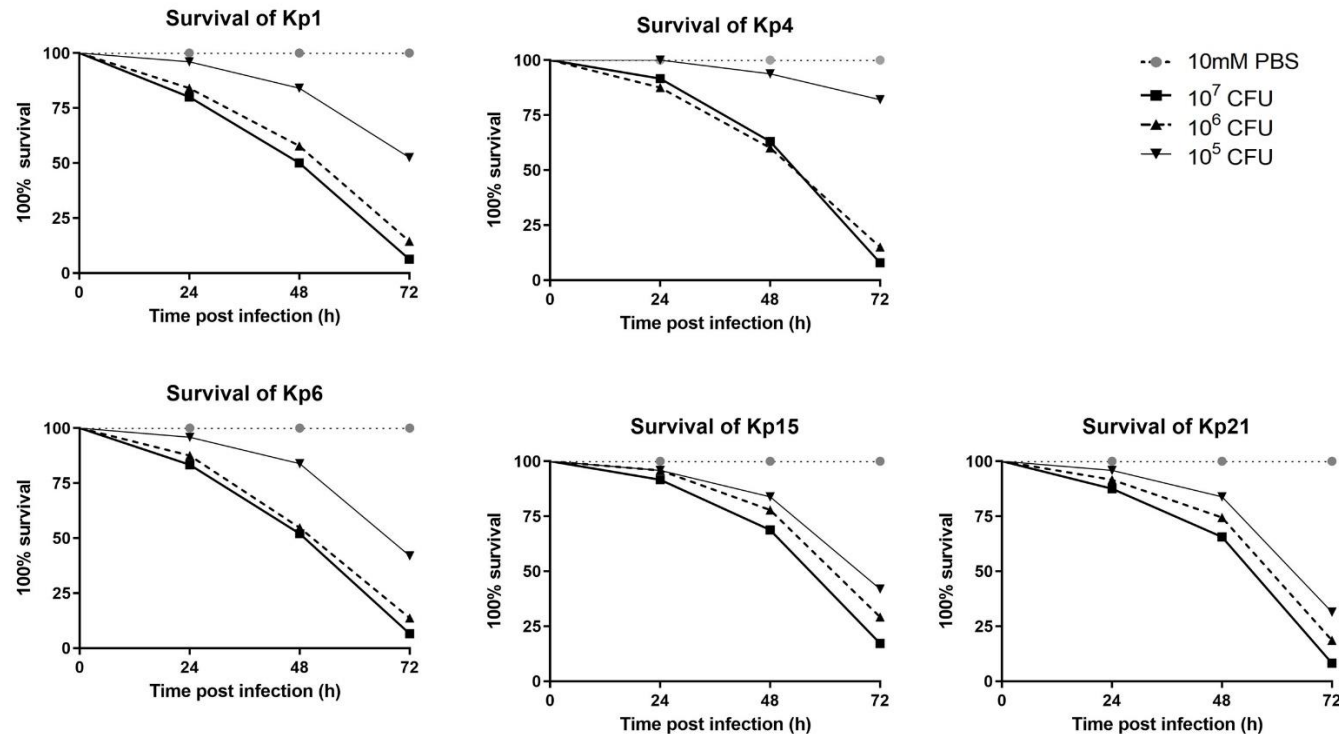 Survival of Kp1
100
75
50
25
0
100% survival
0 24 48 72
Time post infection (h)
Survival of Kp4
100
75
50
25
0
100% survival
0 24 48 72
Time post infection (h)
10mM PBS
10⁷ CFU
10⁶ CFU
10⁵ CFU
Survival of Kp6
100
75
50
25
0
100% survival
0 24 48 72
Time post infection (h)
Survival of Kp15
100
75
50
25
0
100% survival
0 24 48 72
Time post infection (h)
Survival of Kp21
100
75
50
25
0
100% survival
0 24 48 72
Time post infection (h)